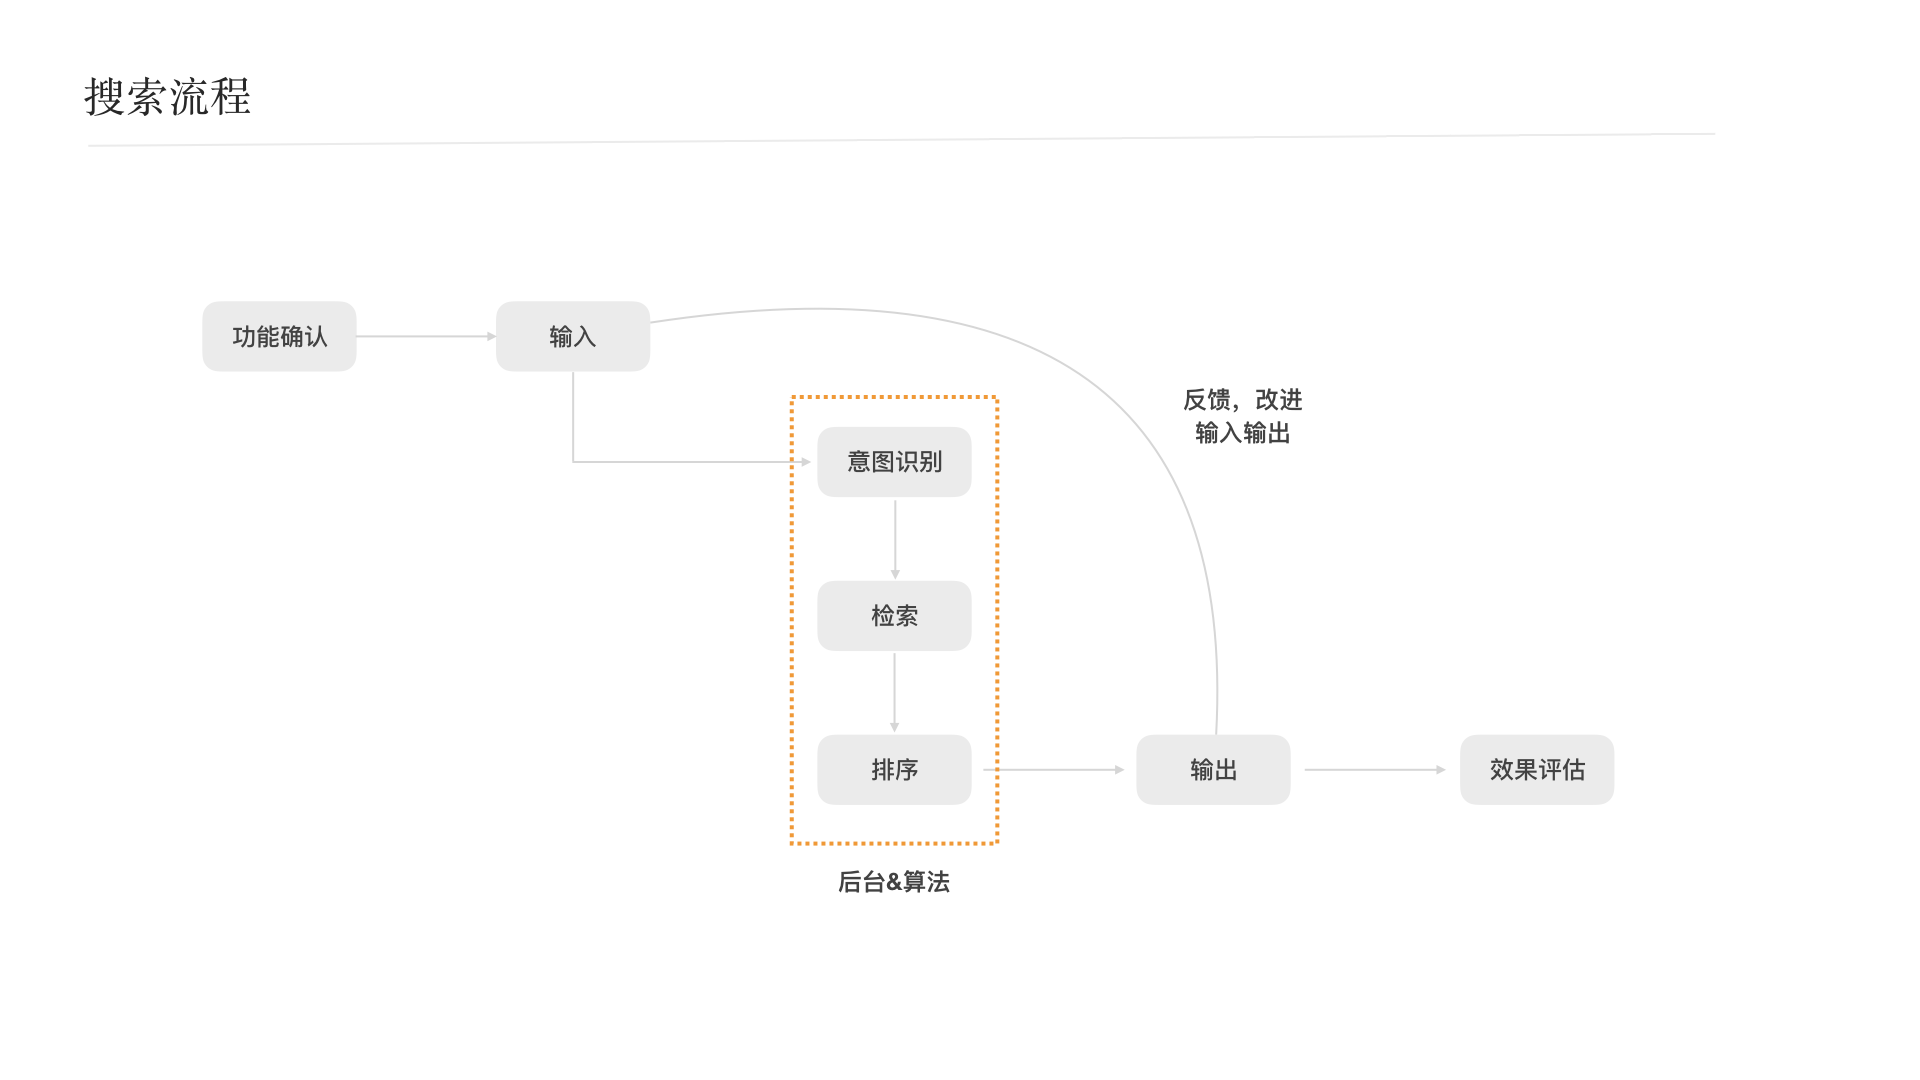 搜索流程
功能确认
输入
反馈，改进
输入输出
意图识别
检索
排序
输出
效果评估
后台&算法